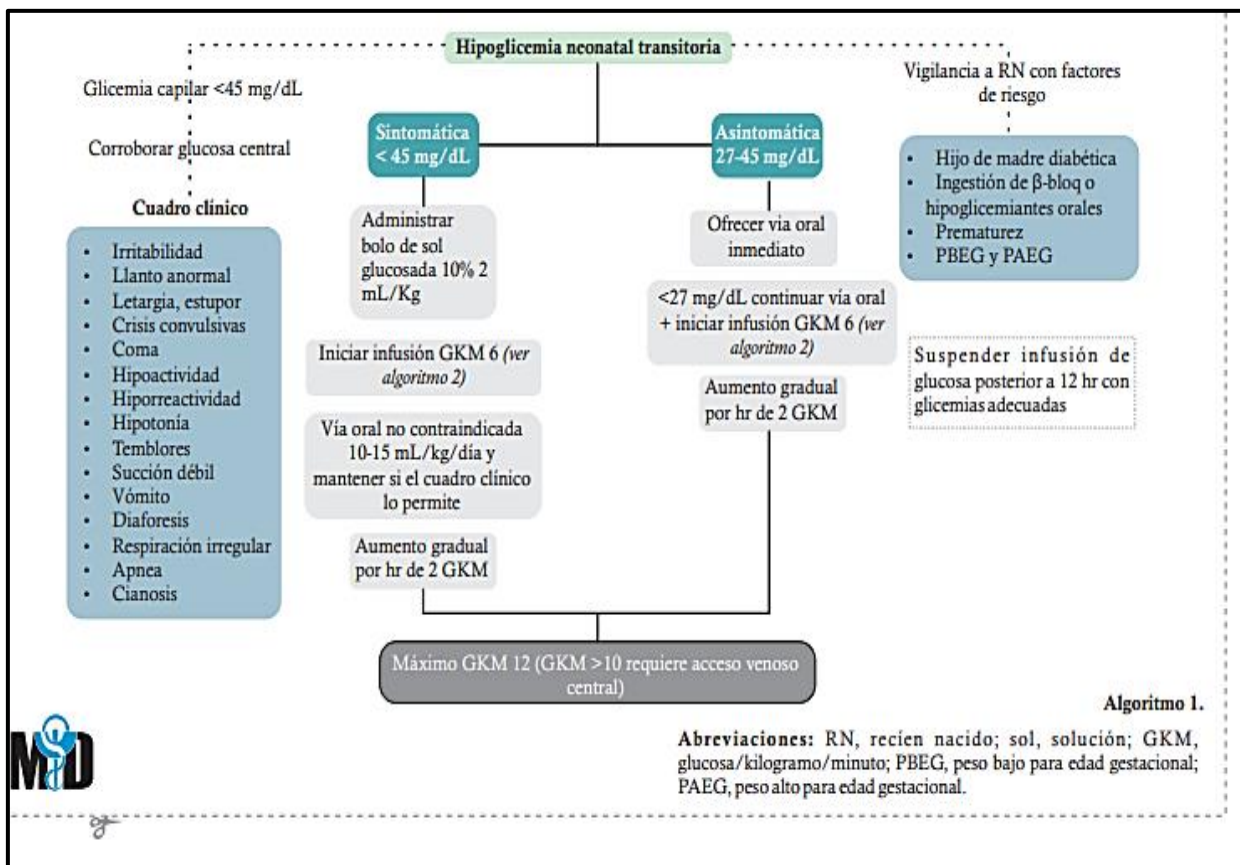 Hipoglicemia neonatal transitoria
Glicemia capilar <45 mg/dL
Corroborar glucosa central
Cuadro clínico
• Irritabilidad
• Llanto anormal
• Letargia, estupor
• Crisis convulsivas
• Coma
• Hipoactividad
• Hiporreactividad
• Hipotonía
• Temblores
• Succión débil
• Vómito
• Diaforesis
• Respiración irregular
• Apnea
• Cianosis
Sintomática
< 45 mg/dL
Administrar
bolo de sol
glucosada 10% 2
mL/Kg
Iniciar infusión GKM 6 (ver
algoritmo 2)
Vía oral no contraindicada
10-15 mL/kg/día y
mantener si el cuadro clínico
lo permite
Aumento gradual
por hr de 2 GKM
Asintomática
27-45 mg/dL
Ofrecer via oral
inmediato
<27 mg/dL continuar vía oral
+ iniciar infusión GKM 6 (ver
algoritmo 2)
Aumento gradual
por hr de 2 GKM
Vigilancia a RN con factores
de riesgo
• Hijo de madre diabética
• Ingestión de β-bloq o
hipoglicemiantes orales
• Prematurez
• PBEG y PAEG
Suspender infusión de
glucosa posterior a 12 hr con
glicemias adecuadas
Máximo GKM 12 (GKM >10 requiere acceso venoso
central)
Algoritmo 1.
Abreviaciones: RN, recíen nacido; sol, solución; GKM,
glucosa/kilogramo/minuto; PBEG, peso bajo para edad gestacional;
PAEG, peso alto para edad gestacional.
MD